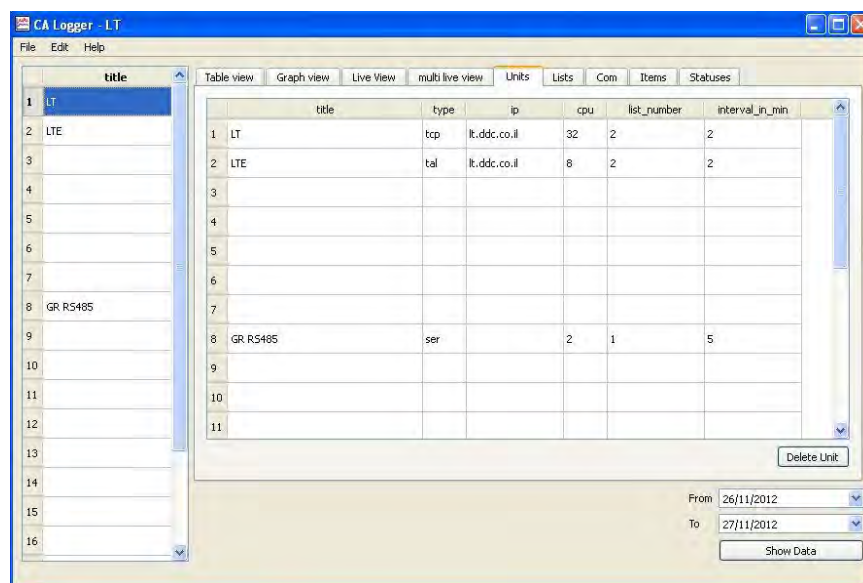 CA Logger - LT
File Edit Help
title
1 LT
2 LTE
3
4
5
6
7
8 GR RS485
9
10
11
12
13
14
15
16
Table view Graph view Live View multi live view Units Lists Com Items Statuses
title type ip cpu list_number interval_in_min
1 LT tcp lt.ddc.co.il 32 2 2
2 LTE tal lt.ddc.co.il 8 2 2
3
4
5
6
7
8 GR RS485 ser 2 1 5
9
10
11
Delete Unit
From 26/11/2012
To 27/11/2012
Show Data